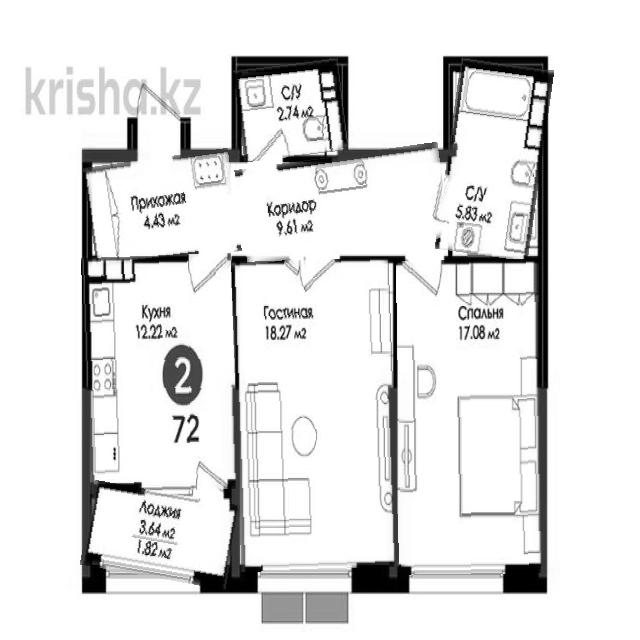 krisha.kz
С/У
2.74 м2
Прихожая
4.43 м2
Коридор
9.61 м2
С/У
5.83 м2
Кухня
12.22 м2
Гостиная
18.27 м2
Спальня
17.08 м2
2
72
Лоджия
3.64 м2
1.82 м2